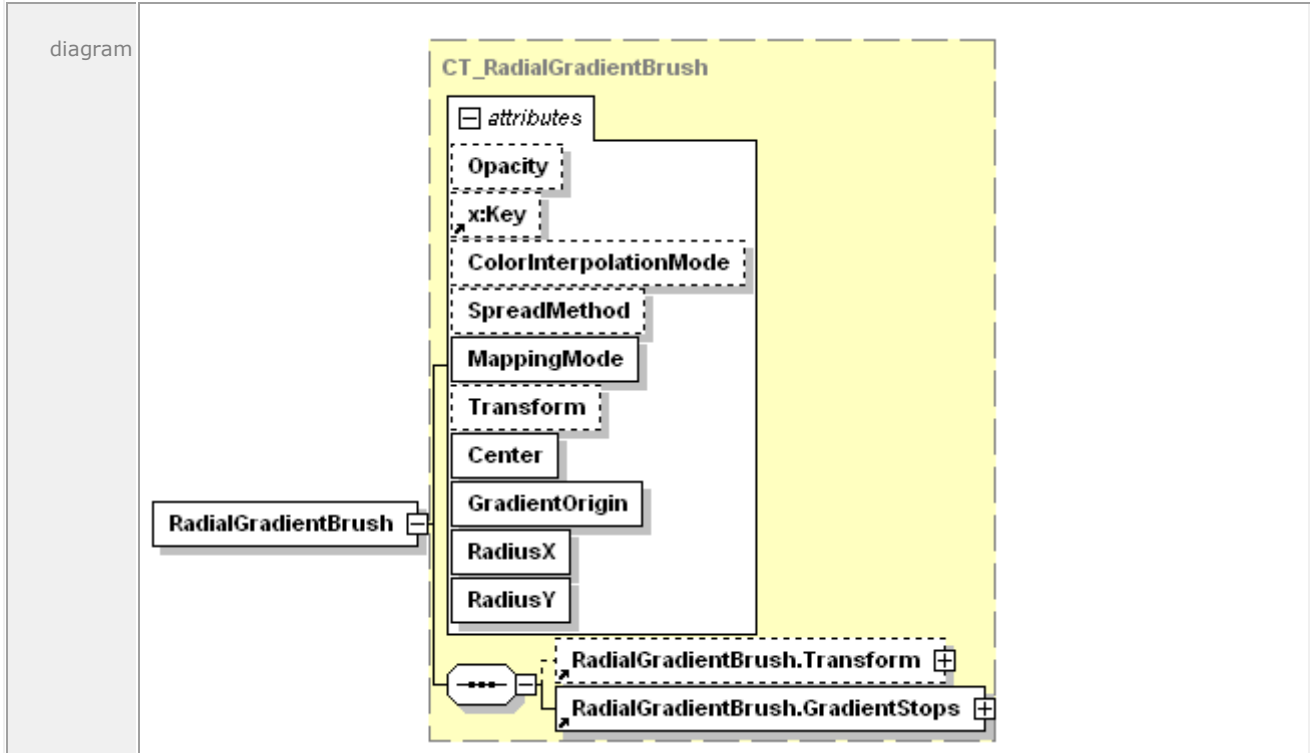 diagram
CT_RadialGradientBrush
attributes
Opacity
x:Key
ColorInterpolationMode
SpreadMethod
MappingMode
Transform
Center
GradientOrigin
RadiusX
RadiusY
RadialGradientBrush
RadialGradientBrush.Transform
RadialGradientBrush.GradientStops